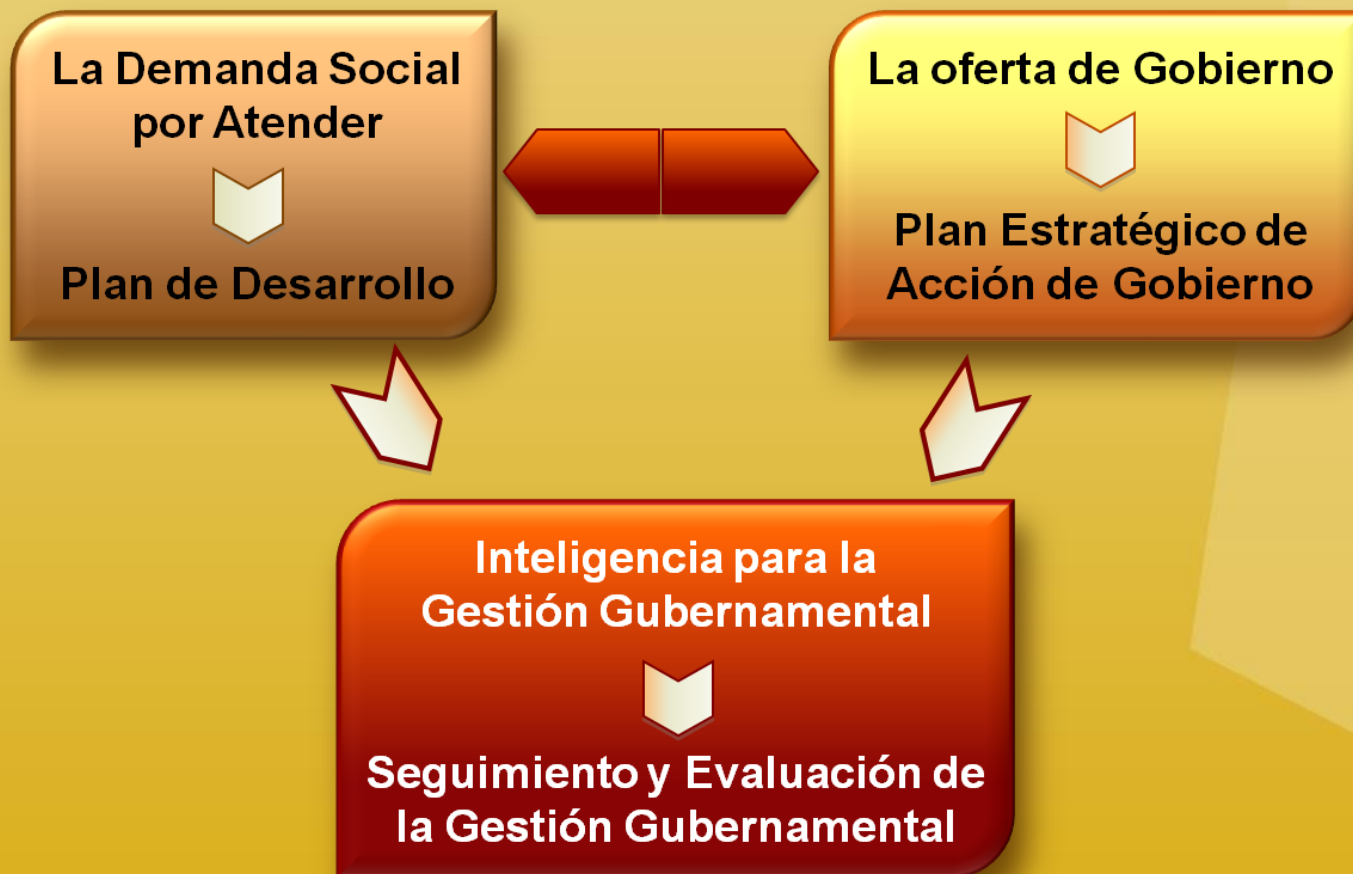 La Demanda Social
por Atender
Plan de Desarrollo
La oferta de Gobierno
Plan Estratégico de
Acción de Gobierno
Inteligencia para la
Gestión Gubernamental
Seguimiento y Evaluación de
la Gestión Gubernamental